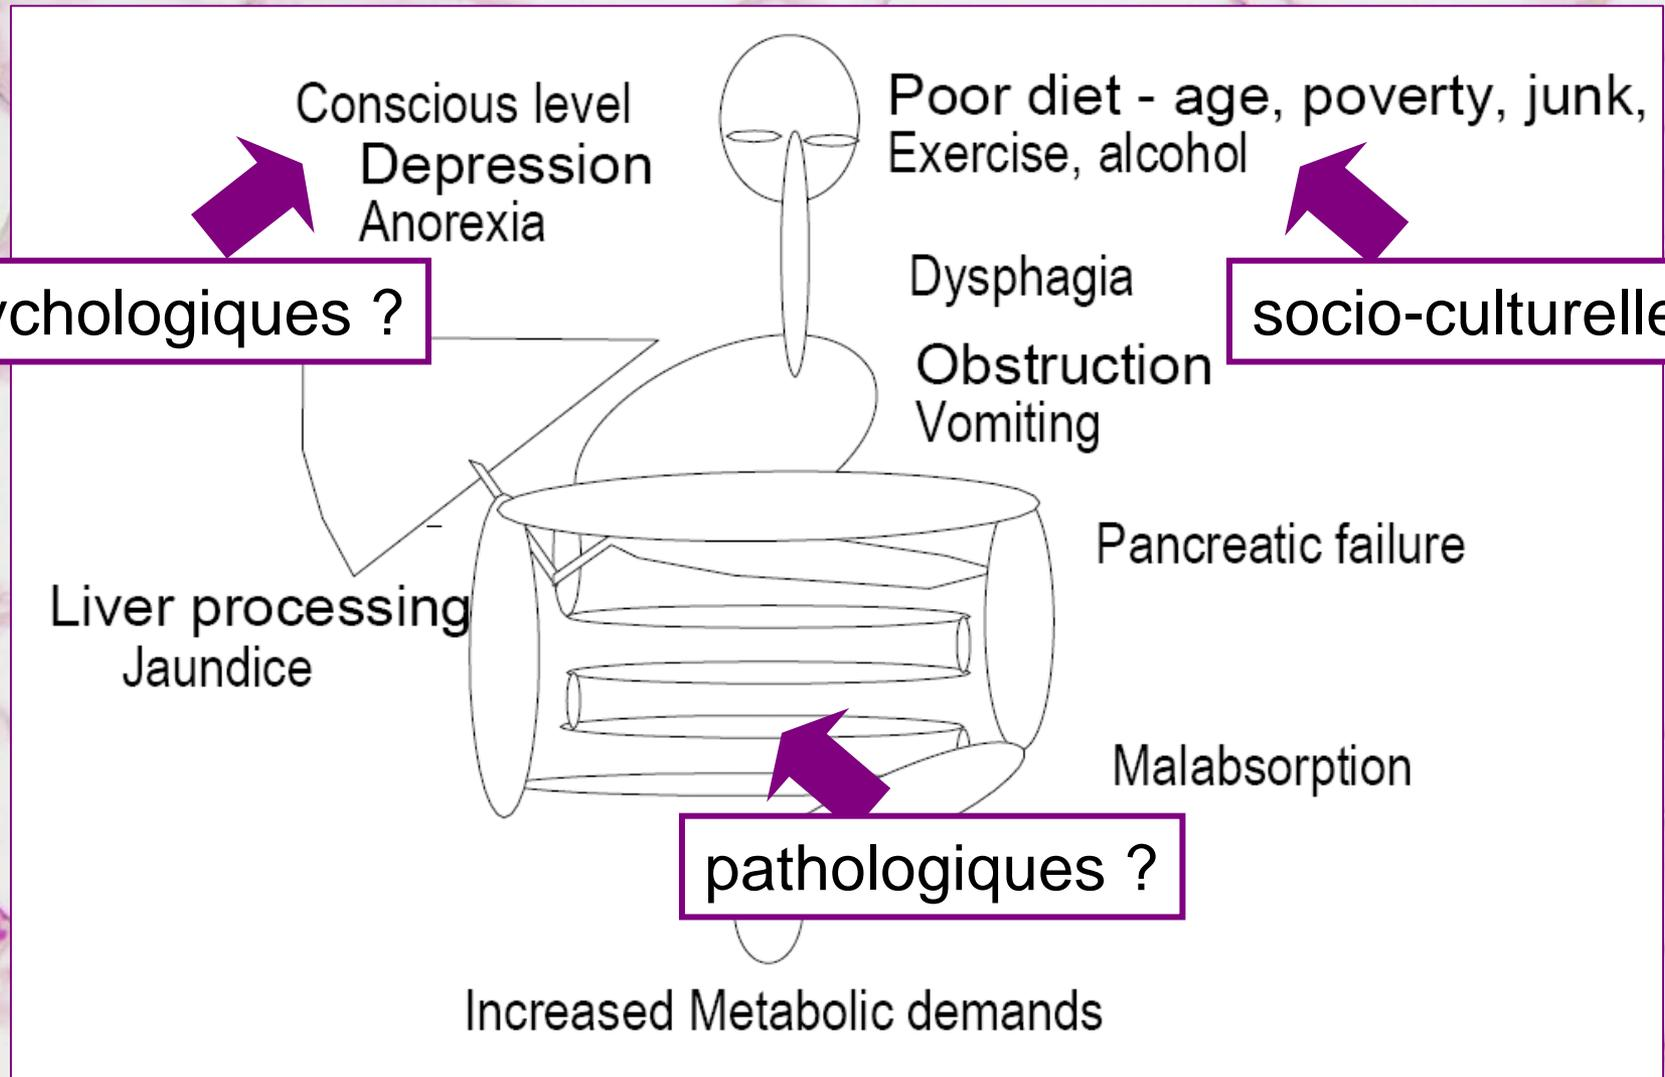 Conscious level
Depression
Anorexia
Poor diet - age, poverty, junk,
Exercise, alcohol
ychologiques ?
socio-culturelle
Dysphagia
Obstruction
Vomiting
Pancreatic failure
Liver processing
Jaundice
Malabsorption
pathologiques ?
Increased Metabolic demands